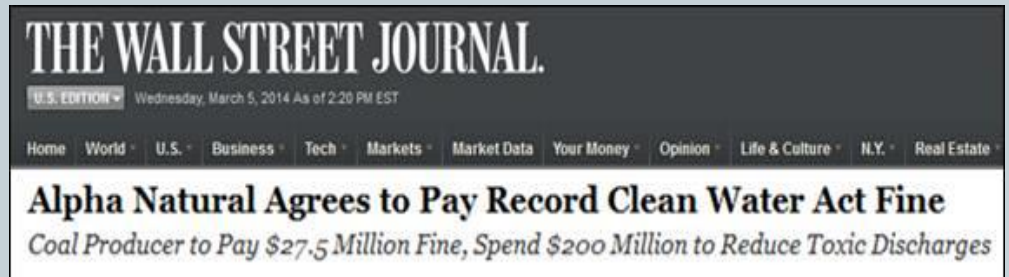 THE WALL STREET JOURNAL.
U.S. EDITION Wednesday, March 5, 2014 As of 2:20 PM EST
Home World U.S. Business Tech Markets Market Data Your Money Opinion Life & Culture N.Y. Real Estate
Alpha Natural Agrees to Pay Record Clean Water Act Fine
Coal Producer to Pay $27.5 Million Fine, Spend $200 Million to Reduce Toxic Discharges